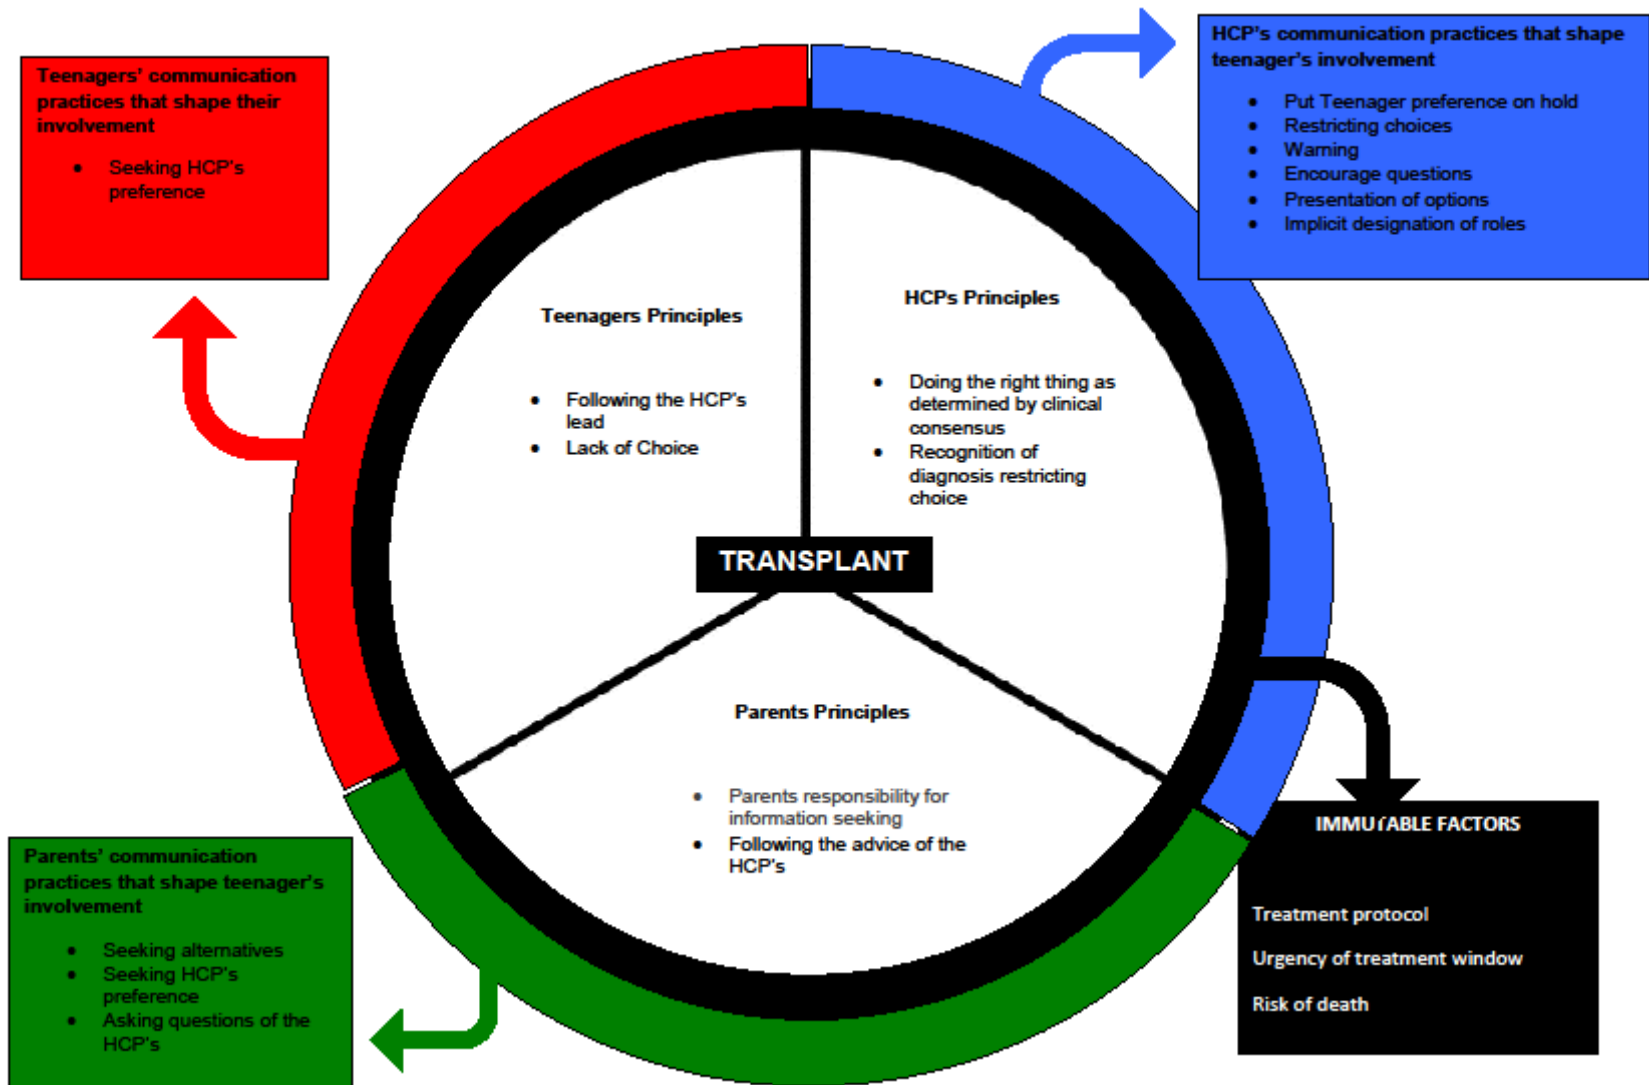 Teenagers' communication
practices that shape their
involvement
• Seeking HCP's
preference
HCP's communication practices that shape
teenager's involvement
• Put Teenager preference on hold
• Restricting choices
• Warning
• Encourage questions
• Presentation of options
• Implicit designation of roles
Teenagers Principles
• Following the HCP's
lead
• Lack of Choice
HCPs Principles
• Doing the right thing as
determined by clinical
consensus
• Recognition of
diagnosis restricting
choice
TRANSPLANT
Parents Principles
• Parents responsibility for
information seeking
• Following the advice of the
HCP's
Parents' communication
practices that shape teenager's
involvement
• Seeking alternatives
• Seeking HCP's
preference
• Asking questions of the
HCP's
IMMUTABLE FACTORS
Treatment protocol
Urgency of treatment window
Risk of death